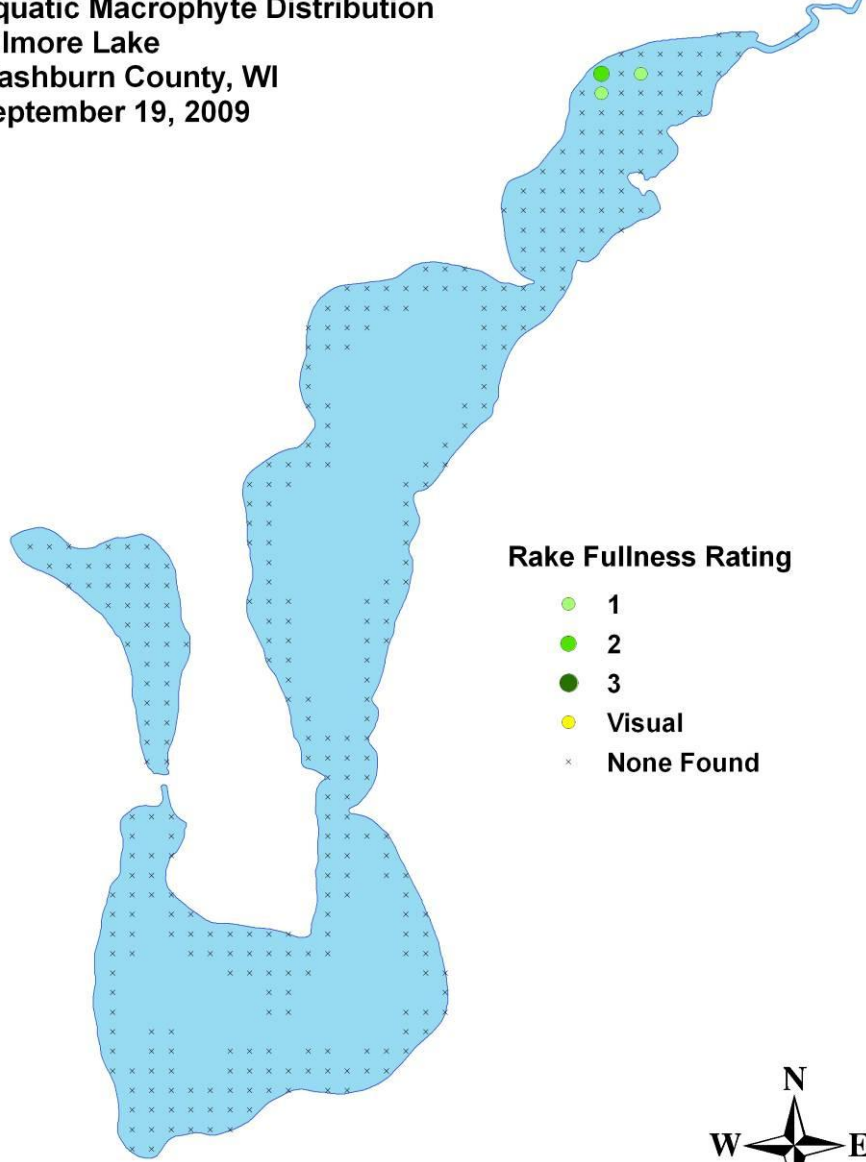 quatic Macrophyte Distribution
lmore Lake
ashburn County, WI
eptember 19, 2009
Rake Fullness Rating
1
2
3
Visual
None Found
N
W E